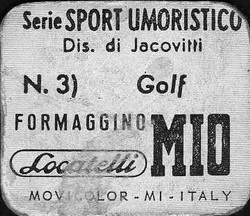 Serie SPORT UMORISTICO
Dis. di Jacovitti
N. 3) Golf
FORMAGGINO MIO
Locatelli
MOVICOLOR - MI - ITALY